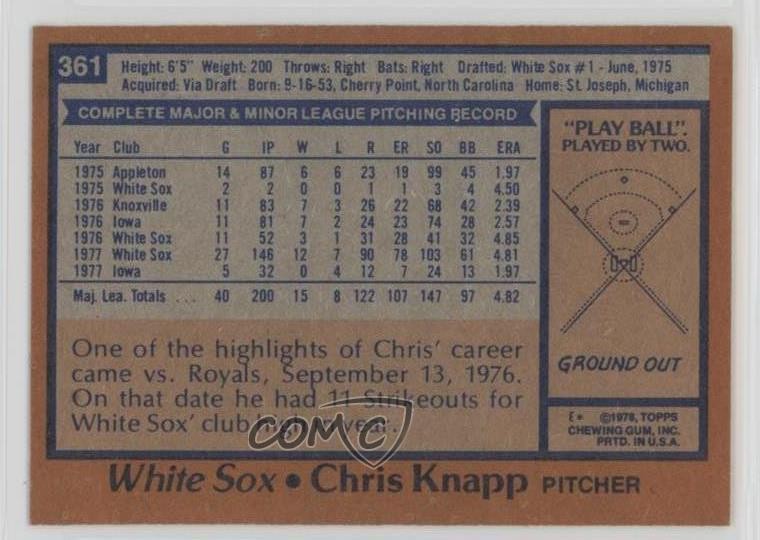 361
Height: 6'5" Weight: 200 Throws: Right Bats: Right Drafted: White Sox #1 - June, 1975
Acquired: Via Draft Born: 9-16-53, Cherry Point, North Carolina Home: St. Joseph, Michigan
COMPLETE MAJOR & MINOR LEAGUE PITCHING RECORD
Year Club G IP W L R ER SO BB ERA
1975 Appleton 14 87 6 6 23 19 99 45 1.97
1975 White Sox 2 2 0 0 1 1 3 4 4.50
1976 Knoxville 11 83 7 3 26 22 68 42 2.39
1976 Iowa 11 81 7 2 24 23 74 28 2.57
1976 White Sox 11 52 3 1 31 28 41 32 4.85
1977 White Sox 27 146 12 7 90 78 103 61 4.81
1977 Iowa 5 32 0 4 12 7 24 13 1.97
Maj. Lea. Totals . . . 40 200 15 8 122 107 147 97 4.82
One of the highlights of Chris' career
came vs. Royals, September 13, 1976.
On that date he had 11 Strikeouts for
White Sox' club high in year.
"PLAY BALL".
PLAYED BY TWO.
GROUND OUT
E* ©1978, TOPPS
CHEWING GUM, INC.
PRTD. IN U.S.A.
COMC
White Sox • Chris Knapp PITCHER